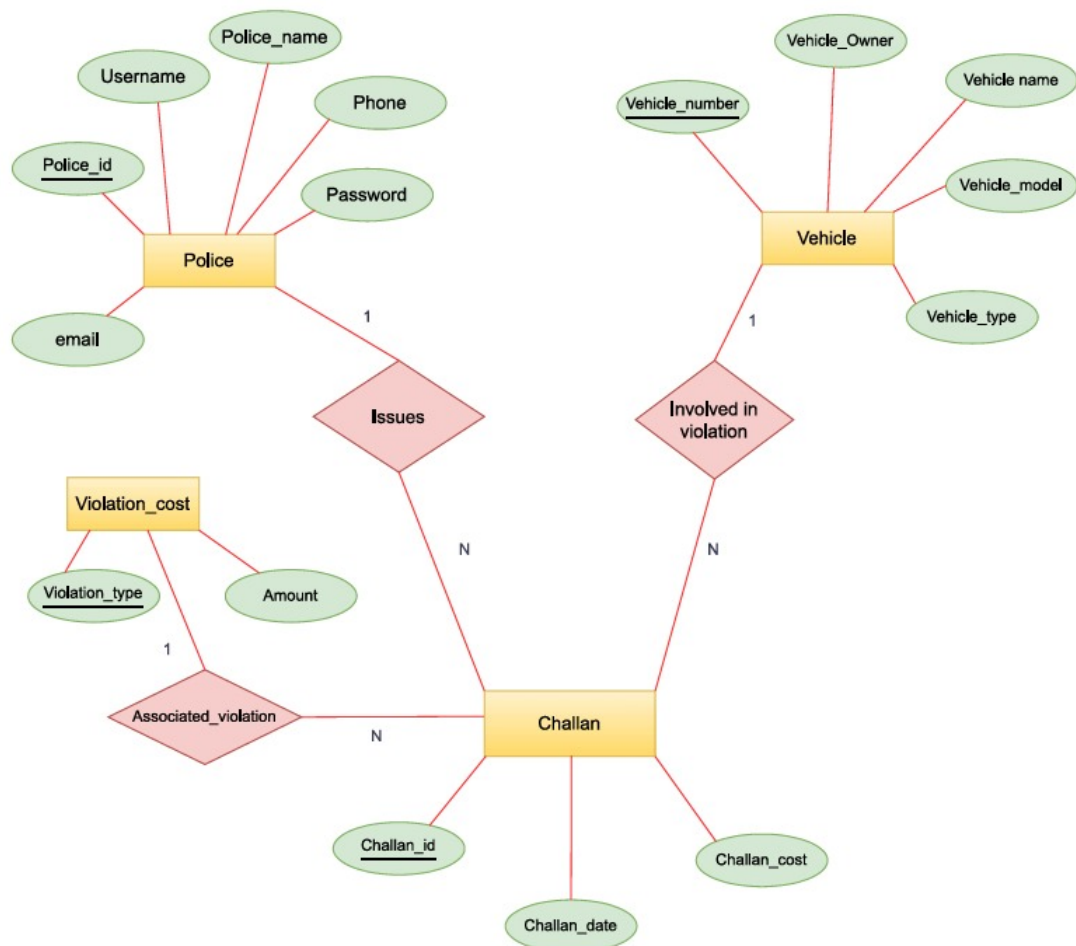 Police_name
Vehicle_Owner
Username
Vehicle name
Phone
Vehicle_number
Police_id
Vehicle_model
Password
Vehicle
Police
Vehicle_type
1
1
email
Issues
Involved in
violation
Violation_cost
N
N
Violation_type
Amount
1
Associated_violation
Challan
N
Challan_id
Challan_cost
Challan_date